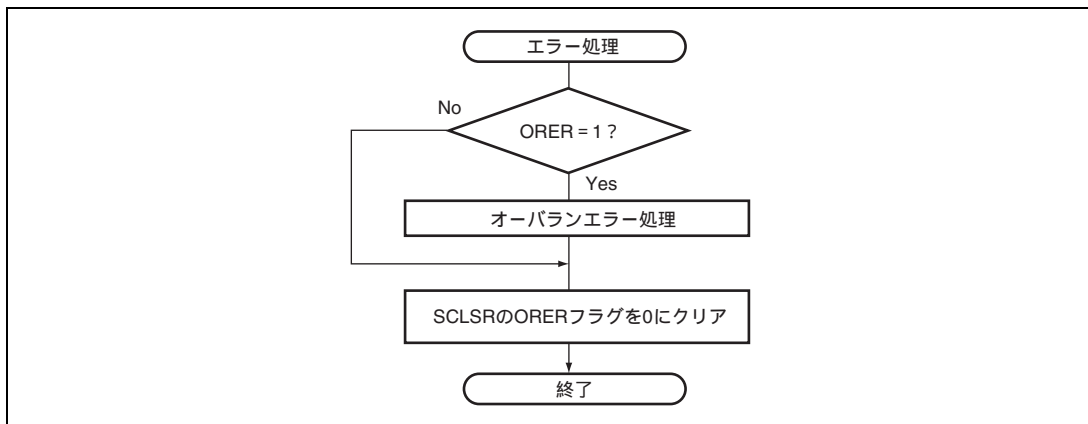 エラー処理
No
ORER = 1 ?
Yes
オーバランエラー処理
SCLSRのORERフラグを0にクリア
終了